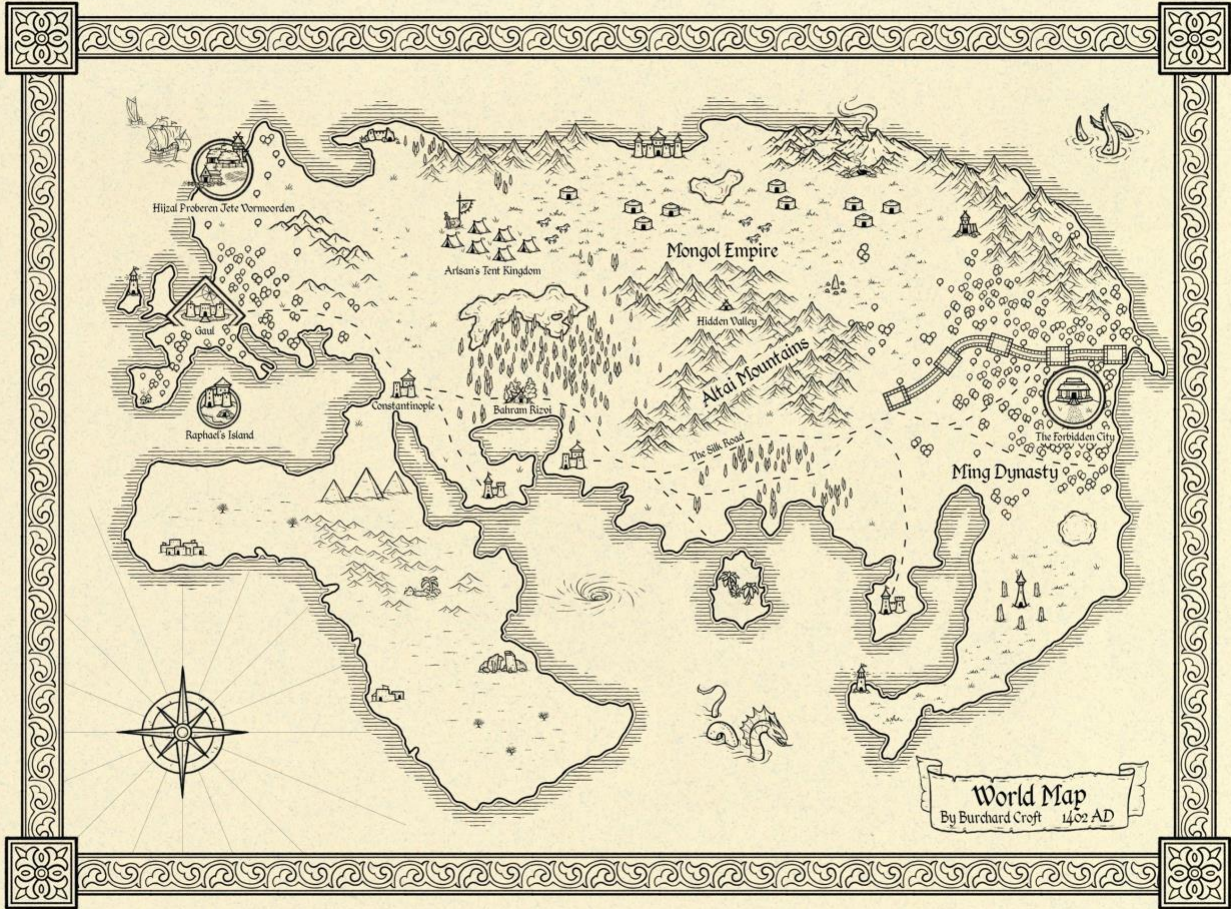 Hijzal Proberen Jete Vormoorden
Mongol Empire
Arlsan's Tent Kingdom
Hidden Valley
Gaul
Altai Mountains
Constantinople
Bahram Rizvi
Raphael's Island
The Forbidden City
The Silk Road
Ming Dynasty
World Map
By Burchard Croft 1402 AD